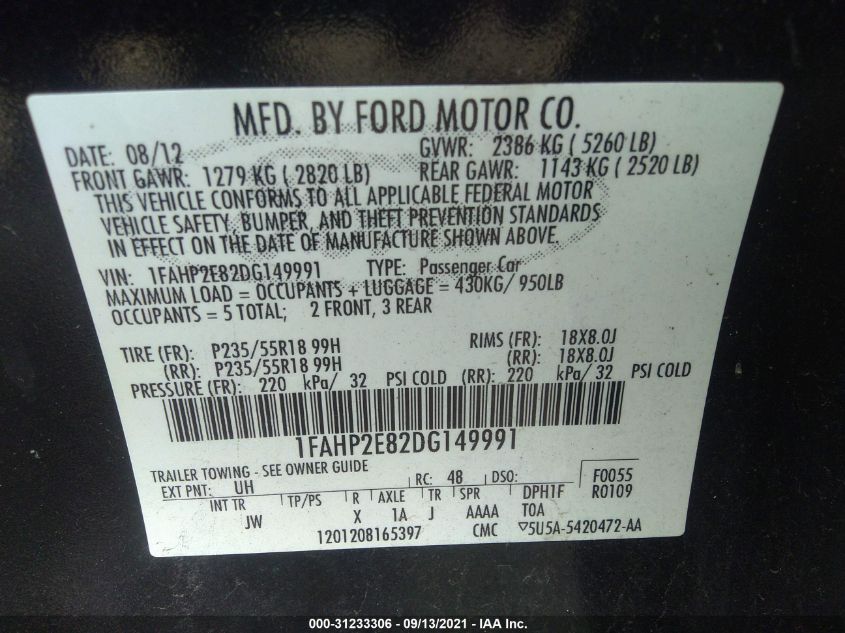 MFD. BY FORD MOTOR CO.
DATE: 08/12 GVWR: 2386 KG ( 5260 LB)
FRONT GAWR: 1279 KG ( 2820 LB) REAR GAWR: 1143 KG ( 2520 LB)
THIS VEHICLE CONFORMS TO ALL APPLICABLE FEDERAL MOTOR
VEHICLE SAFETY, BUMPER, AND THEFT PREVENTION STANDARDS
IN EFFECT ON THE DATE OF MANUFACTURE SHOWN ABOVE.
VIN: 1FAHP2E82DG149991 TYPE: Passenger Car
MAXIMUM LOAD = OCCUPANTS + LUGGAGE = 430KG/ 950LB
OCCUPANTS = 5 TOTAL; 2 FRONT, 3 REAR
TIRE (FR): P235/55R18 99H RIMS (FR): 18X8.0J
(RR): P235/55R18 99H (RR): 18X8.0J
PRESSURE (FR): 220 kPa/ 32 PSI COLD (RR): 220 kPa/ 32 PSI COLD
1FAHP2E82DG149991
TRAILER TOWING - SEE OWNER GUIDE
EXT PNT: UH RC: 48 DSO: F0055
INT TR TP/PS R AXLE TR SPR DPH1F R0109
JW X 1A J AAAA T0A
1201208165397 CMC ▽5U5A-5420472-AA
000-31233306 - 09/13/2021 - IAA Inc.